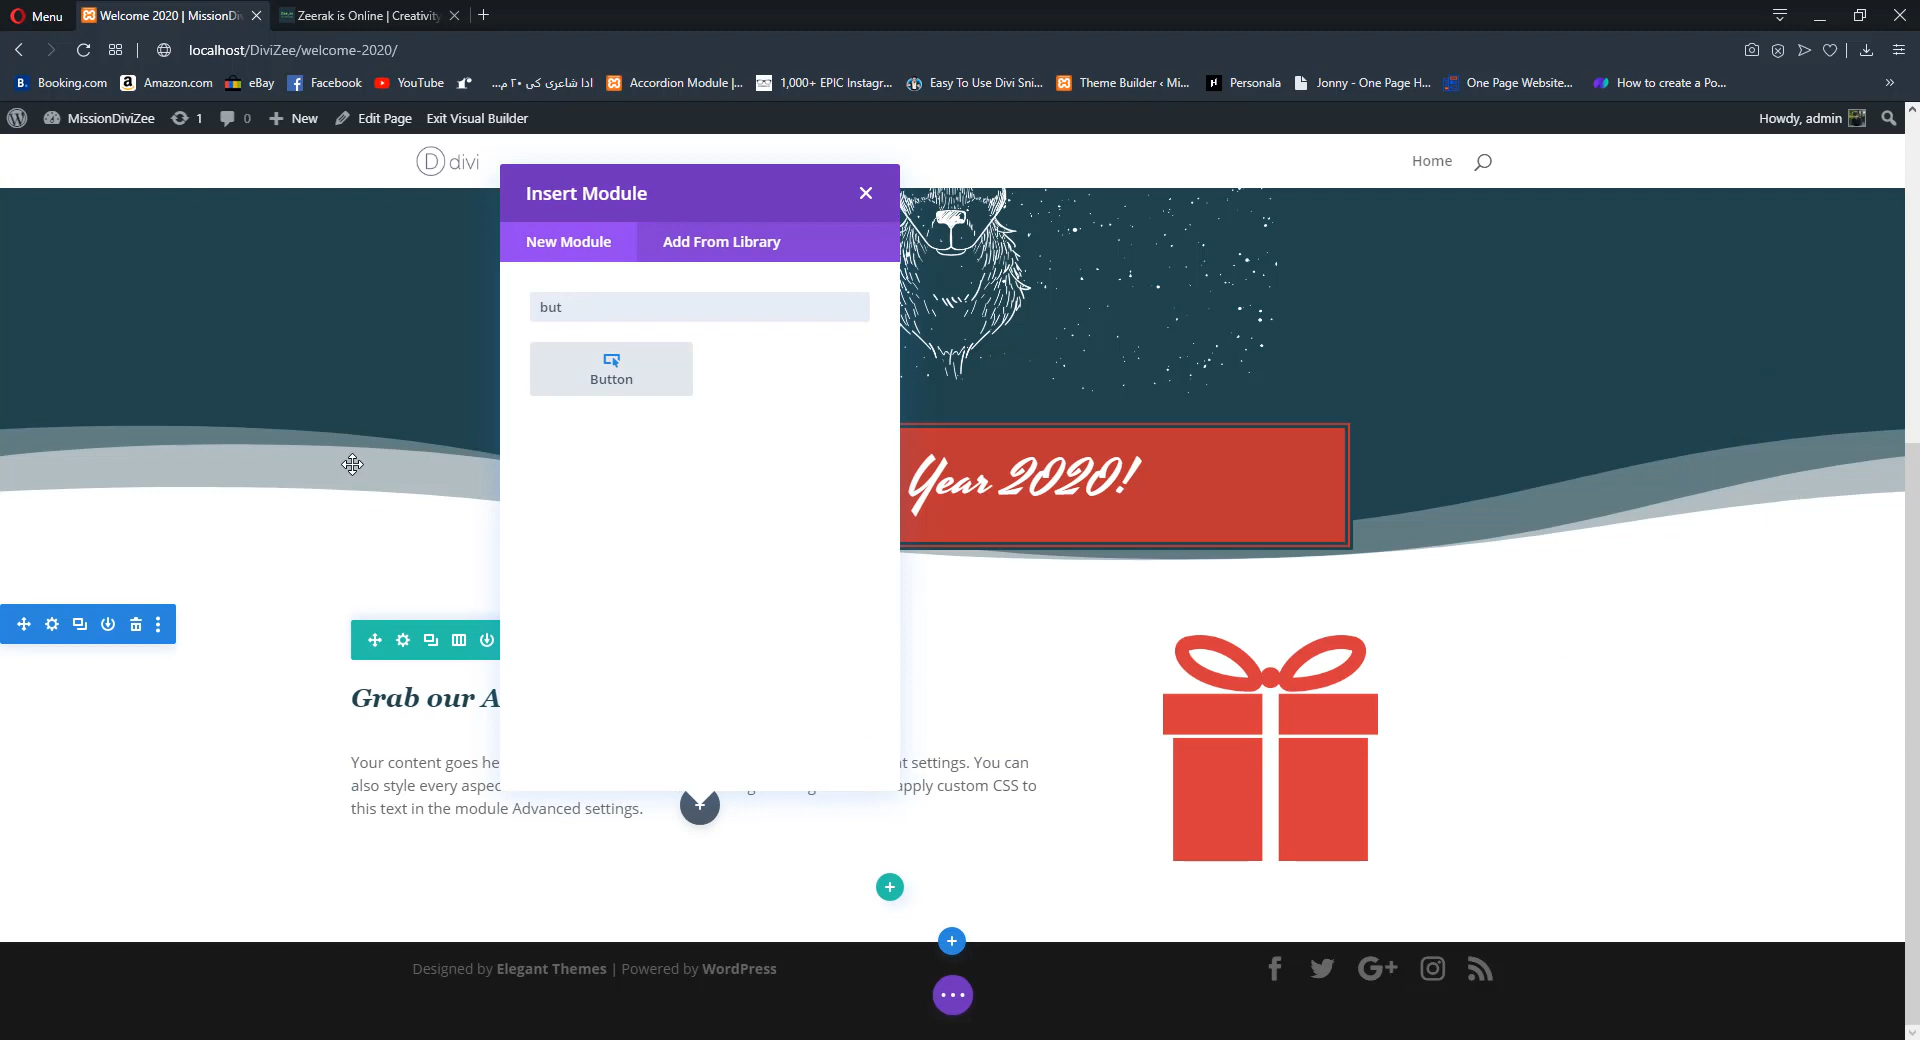 Menu
Welcome 2020 | MissionDiv
Zeerak is Online | Creativity
localhost/DiviZee/welcome-2020/
Booking.com
Amazon.com
eBay
Facebook
YouTube
ادا شاعری کی ۲۰ م...
Accordion Module |...
1,000+ EPIC Instagr...
Easy To Use Divi Sni...
Theme Builder ‹ Mi...
Personala
Jonny - One Page H...
One Page Website...
How to create a Po...
MissionDiviZee
1
0
New
Edit Page
Exit Visual Builder
Howdy, admin
divi
Home
Insert Module
New Module
Add From Library
but
Button
Year 2020!
Grab our A
Your content goes he
t settings. You can
also style every aspec
apply custom CSS to
this text in the module Advanced settings.
Designed by Elegant Themes | Powered by WordPress